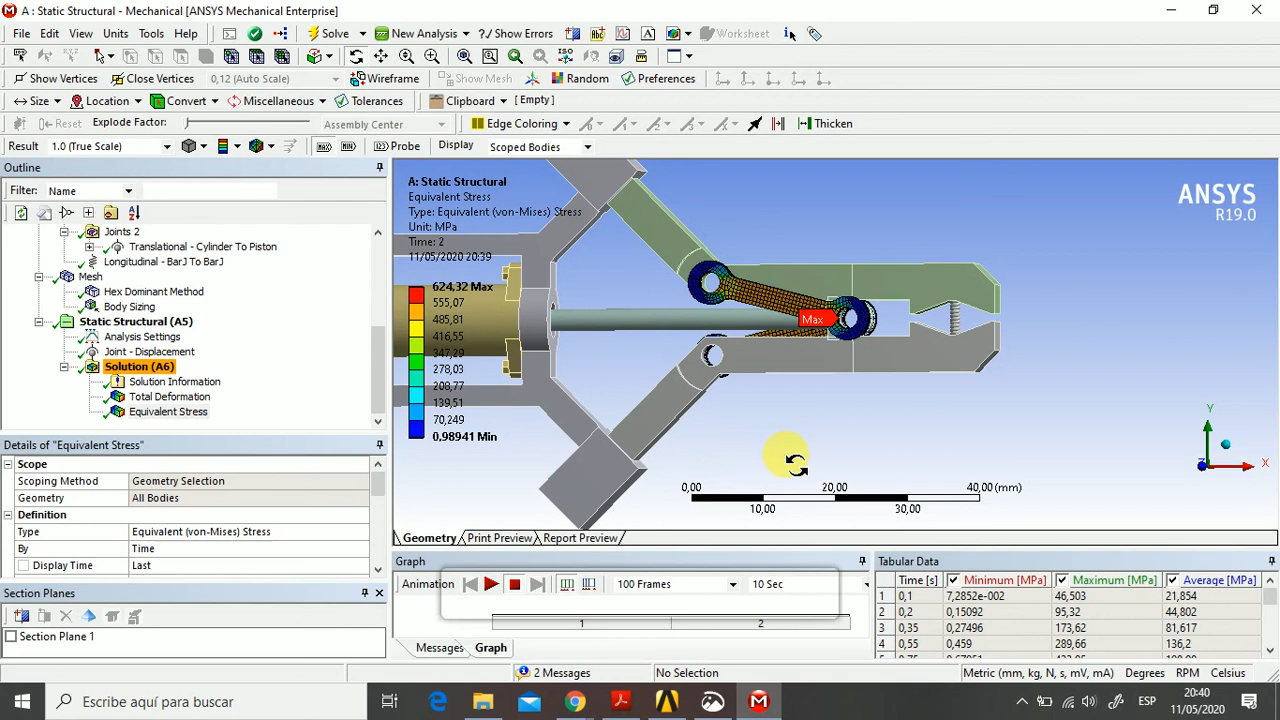 A : Static Structural - Mechanical [ANSYS Mechanical Enterprise]
File Edit View Units Tools Help Solve New Analysis ?/ Show Errors Worksheet
Show Vertices Close Vertices 0,12 (Auto Scale) Wireframe Show Mesh Random Preferences
Size Location Convert Miscellaneous Tolerances Clipboard [ Empty ]
Reset Explode Factor: Assembly Center Edge Coloring Thicken
Result 1.0 (True Scale) MAX MIN Probe Display Scoped Bodies
Outline
Filter: Name
Joints 2
Translational - Cylinder To Piston
Longitudinal - BarJ To BarJ
Mesh
Hex Dominant Method
Body Sizing
Static Structural (A5)
Analysis Settings
Joint - Displacement
Solution (A6)
Solution Information
Total Deformation
Equivalent Stress
Details of "Equivalent Stress"
Scope
Scoping Method Geometry Selection
Geometry All Bodies
Definition
Type Equivalent (von-Mises) Stress
By Time
Display Time Last
Section Planes
Section Plane 1
A: Static Structural
Equivalent Stress
Type: Equivalent (von-Mises) Stress
Unit: MPa
Time: 2
11/05/2020 20:39
624,32 Max
555,07
485,81
416,55
347,29
278,03
208,77
139,51
70,249
0,98941 Min
Max
ANSYS
R19.0
Y
X
Z
0,00 20,00 40,00 (mm)
10,00 30,00
Geometry Print Preview Report Preview
Graph
Animation 100 Frames 10 Sec
1 2
Messages Graph
Tabular Data
Time [s] Minimum [MPa] Maximum [MPa] Average [MPa]
1 0,1 7,2852e-002 46,503 21,854
2 0,2 0,15092 95,32 44,802
3 0,35 0,27496 173,62 81,617
4 0,55 0,459 289,66 136,2
2 Messages No Selection Metric (mm, kg, N, s, mV, mA) Degrees RPM Celsius
Escribe aquí para buscar
ESP
20:40
11/05/2020